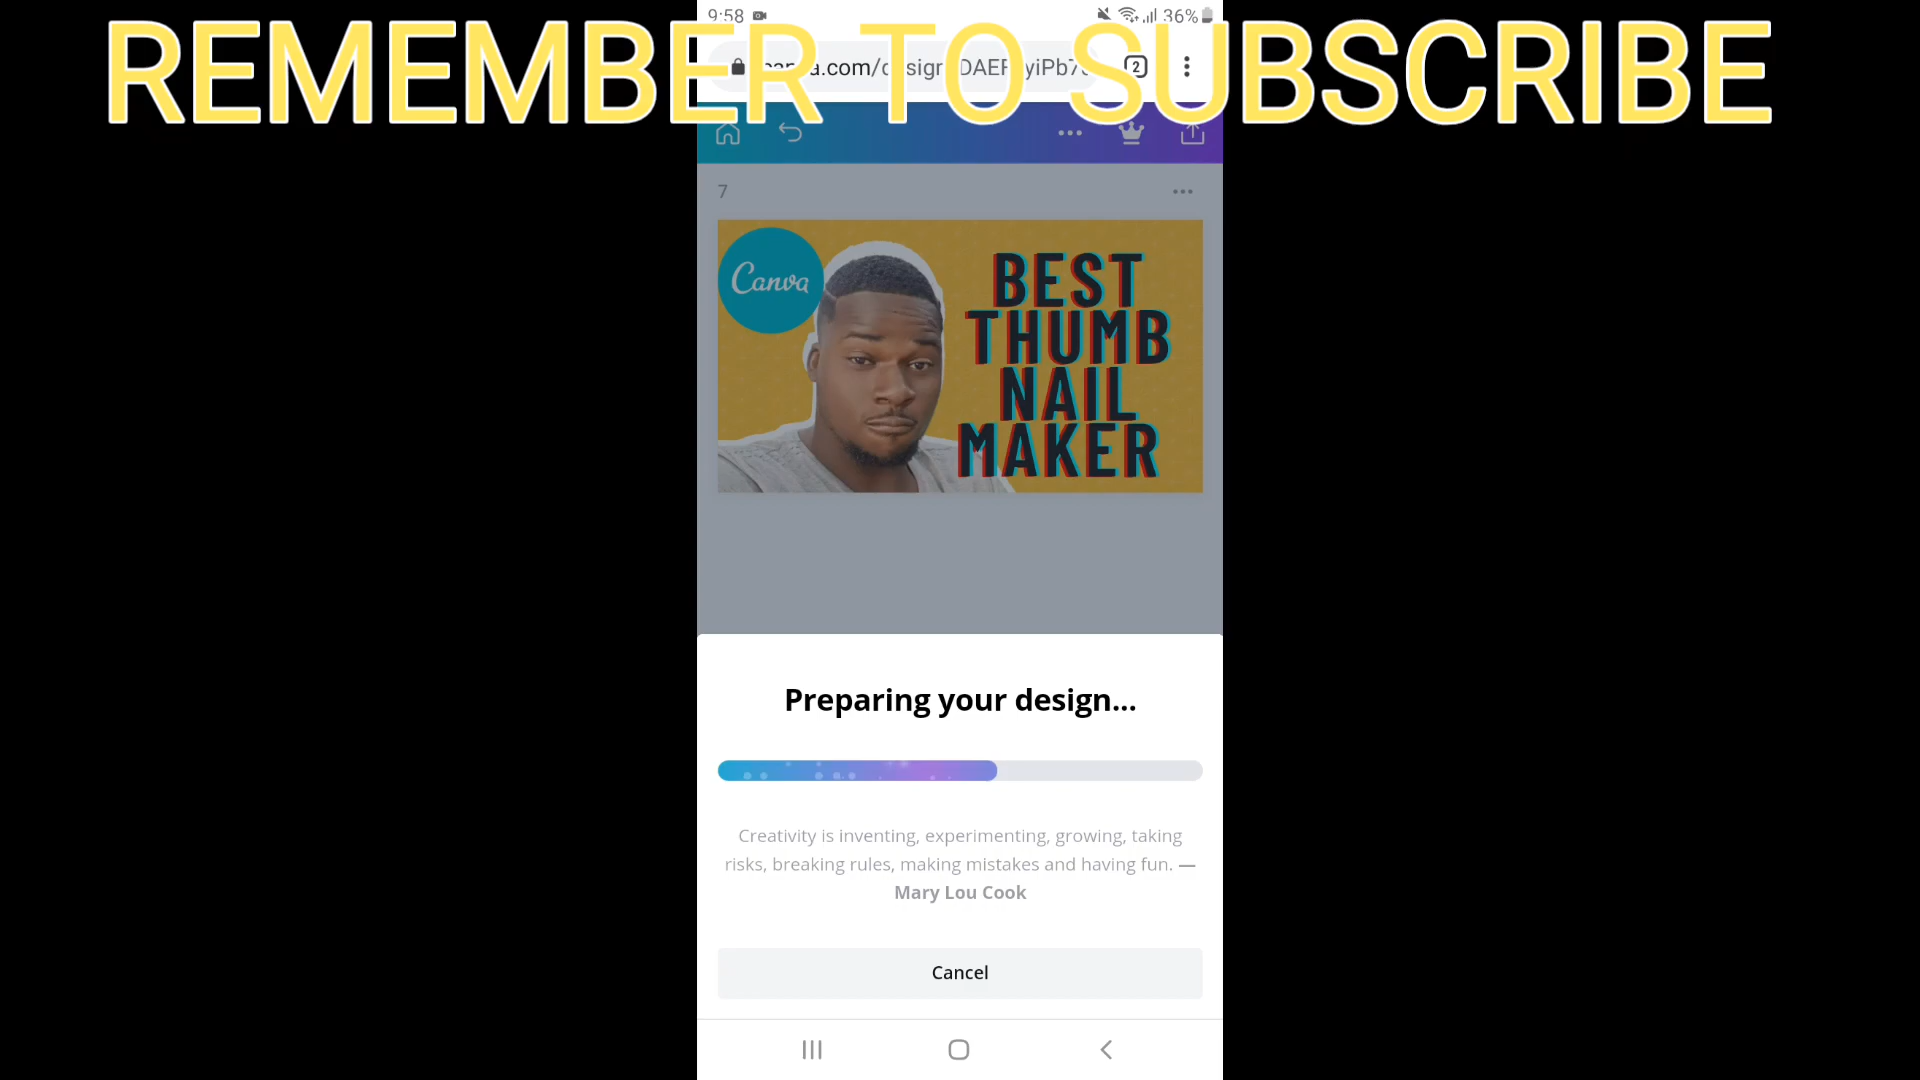 9:58
36%
REMEMBER TO SUBSCRIBE
2
7
Canva
BEST
THUMB
NAIL
MAKER
Preparing your design...
Creativity is inventing, experimenting, growing, taking
risks, breaking rules, making mistakes and having fun. —
Mary Lou Cook
Cancel